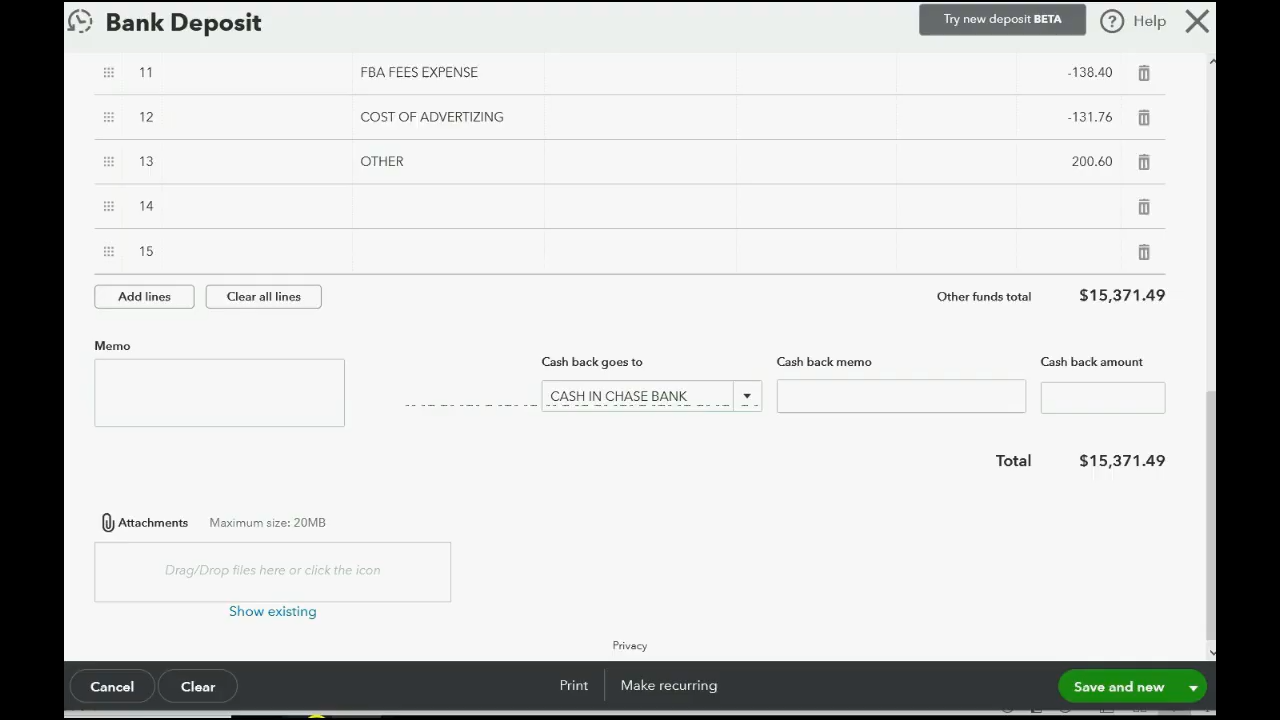 Bank Deposit Try new deposit BETA Help
11 FBA FEES EXPENSE -138.40
12 COST OF ADVERTIZING -131.76
13 OTHER 200.60
14
15
Add lines Clear all lines Other funds total $15,371.49
Memo
Cash back goes to Cash back memo Cash back amount
CASH IN CHASE BANK
Total $15,371.49
Attachments Maximum size: 20MB
Drag/Drop files here or click the icon
Show existing
Privacy
Cancel Clear Print Make recurring Save and new